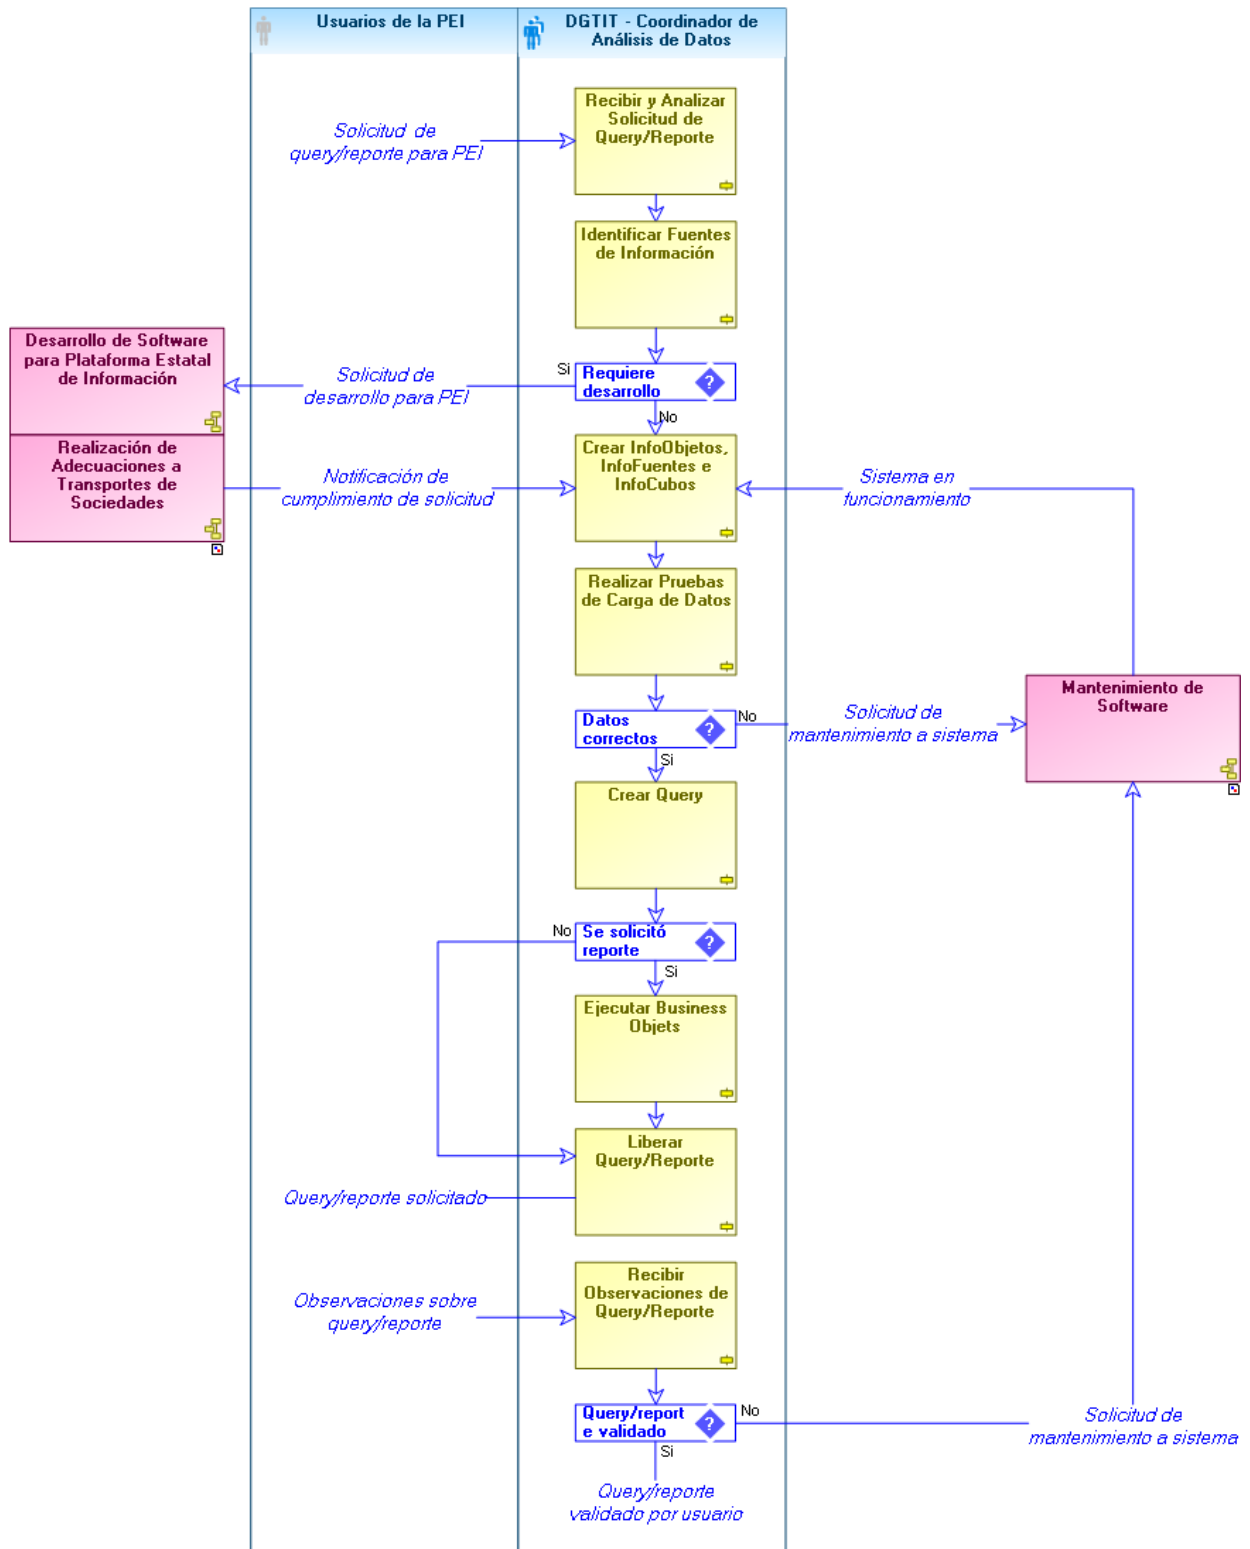 Usuarios de la PEI
DGTIT - Coordinador de
Análisis de Datos
Recibir y Analizar
Solicitud de
Query/Reporte
Solicitud de
query/reporte para PEI
Identificar Fuentes
de Información
Desarrollo de Software
para Plataforma Estatal
de Información
Solicitud de
desarrollo para PEI
Si
Requiere
desarrollo
?
No
Realización de
Adecuaciones a
Transportes de
Sociedades
Notificación de
cumplimiento de solicitud
Crear InfoObjetos,
InfoFuentes e
InfoCubos
Sistema en
funcionamiento
Realizar Pruebas
de Carga de Datos
Datos
correctos
?
No
Solicitud de
mantenimiento a sistema
Mantenimiento de
Software
Si
Crear Query
No
Se solicitó
reporte
?
Si
Ejecutar Business
Objets
Liberar
Query/Reporte
Query/reporte solicitado
Recibir
Observaciones de
Query/Reporte
Observaciones sobre
query/reporte
Query/report
e validado
?
No
Solicitud de
mantenimiento a sistema
Si
Query/reporte
validado por usuario